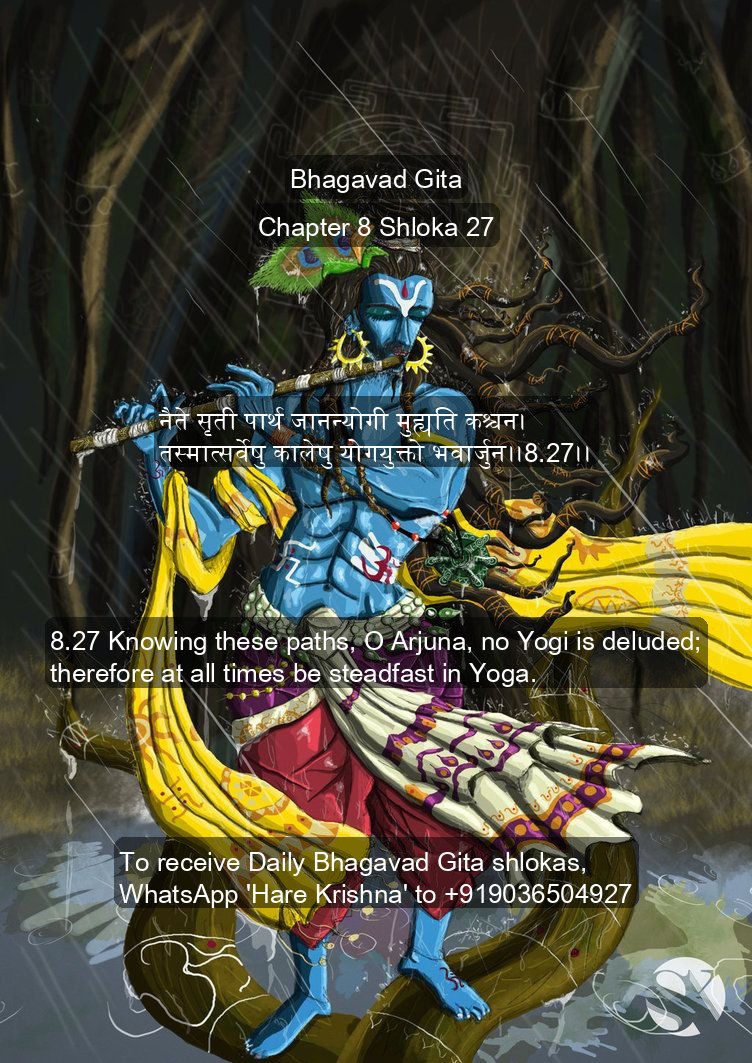 Bhagavad Gita
Chapter 8 Shloka 27
नैते सृती पार्थ जानन्योगी मुह्यति कश्चन।
तस्मात्सर्वेषु कालेषु योगयुक्तो भवार्जुन।।8.27।।
8.27 Knowing these paths, O Arjuna, no Yogi is deluded;
therefore at all times be steadfast in Yoga.
To receive Daily Bhagavad Gita shlokas,
WhatsApp 'Hare Krishna' to +919036504927